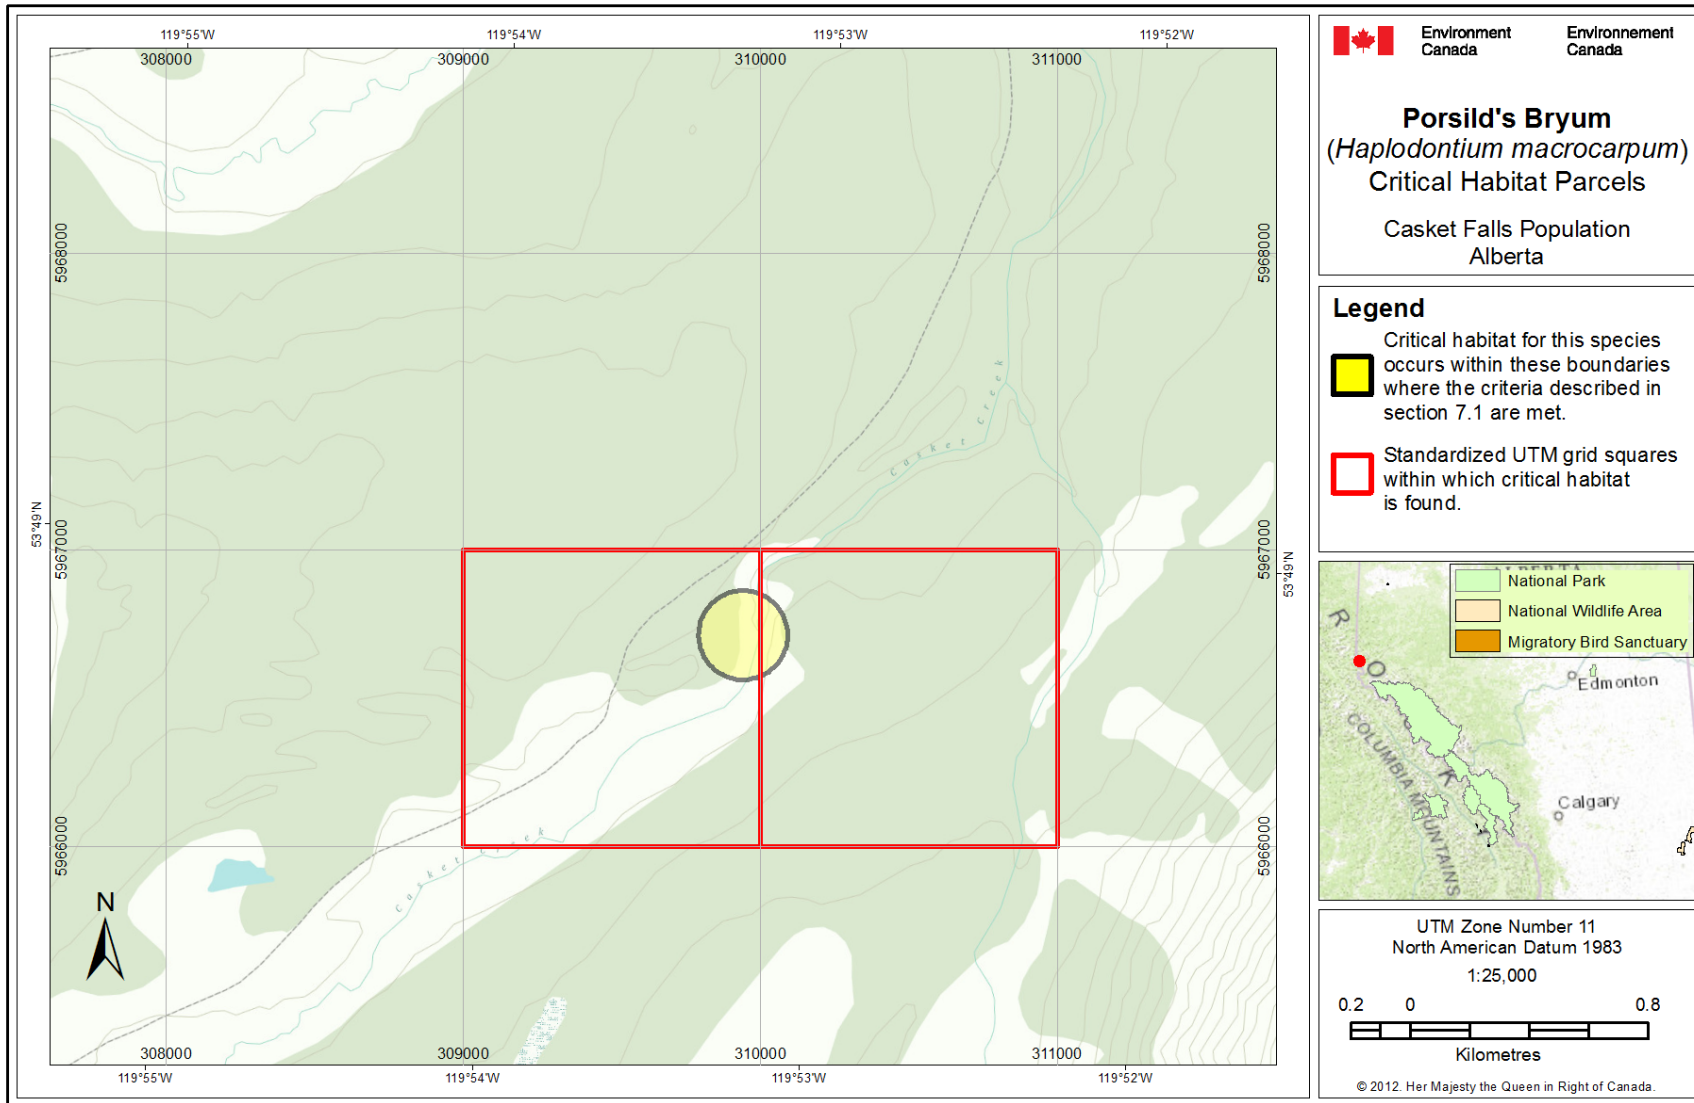 119°55'W
119°54'W
119°53'W
119°52'W
308000
309000
310000
311000
5968000
5968000
Casket Creek
53°49'N
5967000
5967000
53°49'N
5966000
5966000
Casket Creek
N
308000
309000
310000
311000
119°55'W
119°54'W
119°53'W
119°52'W
Environment
Canada
Environnement
Canada
Porsild's Bryum
(Haplodontium macrocarpum)
Critical Habitat Parcels
Casket Falls Population
Alberta
Legend
Critical habitat for this species
occurs within these boundaries
where the criteria described in
section 7.1 are met.
Standardized UTM grid squares
within which critical habitat
is found.
ALBERTA
National Park
National Wildlife Area
Migratory Bird Sanctuary
R O K Y
Edmonton
COLUMBIA MOUNTAINS
Calgary
UTM Zone Number 11
North American Datum 1983
1:25,000
0.2 0 0.8
Kilometres
© 2012. Her Majesty the Queen in Right of Canada.